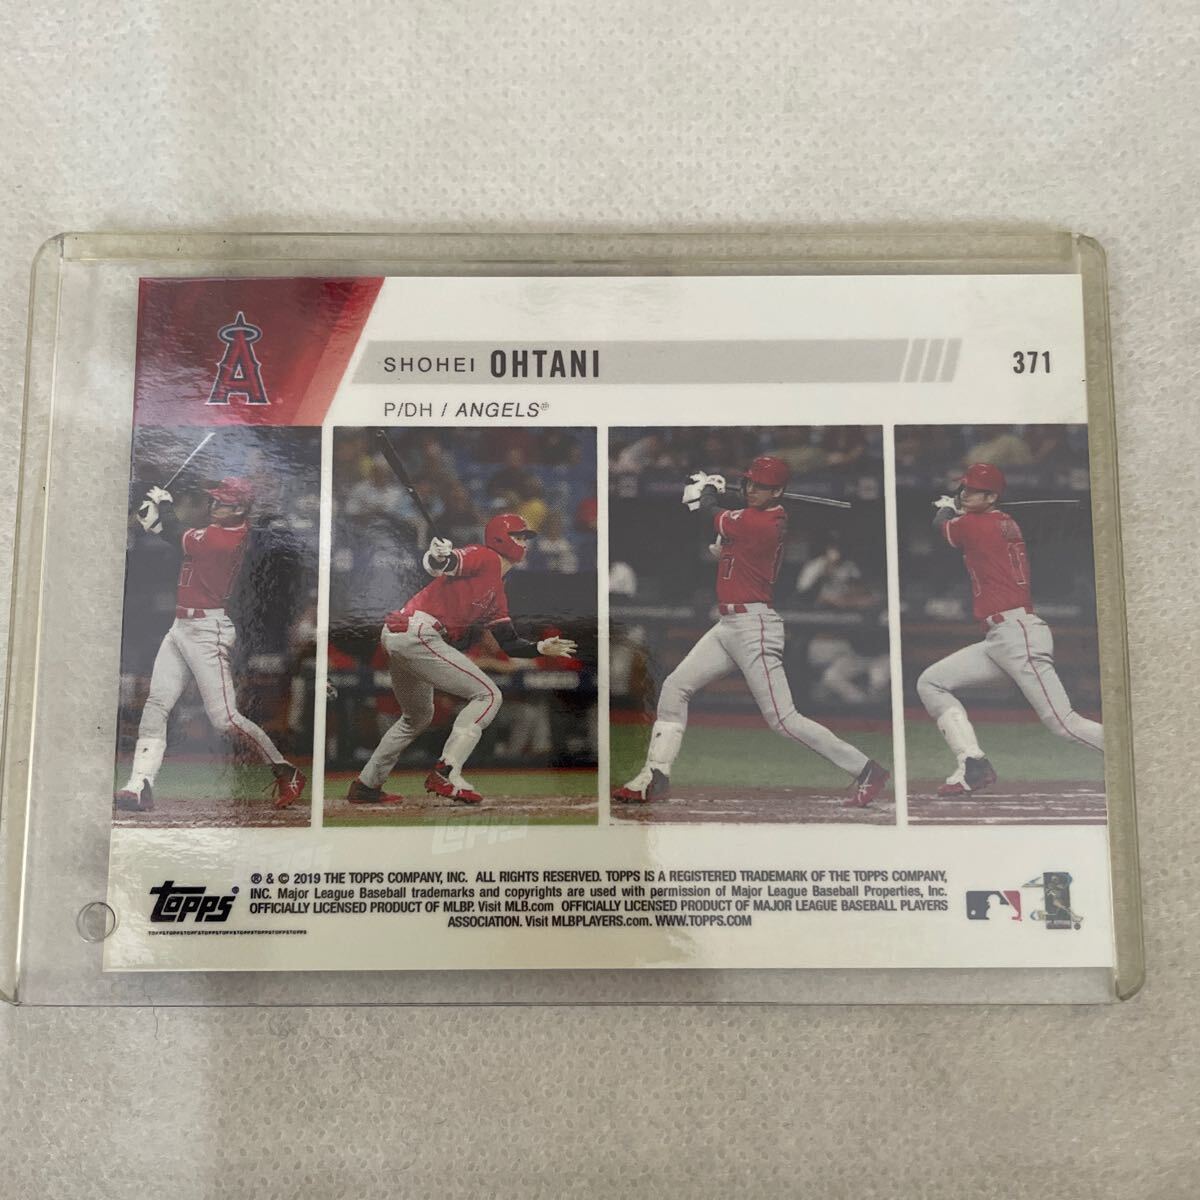 A
SHOHEI OHTANI
371
P/DH / ANGELS®
TOPPS
TOPPS
® & © 2019 THE TOPPS COMPANY, INC. ALL RIGHTS RESERVED. TOPPS IS A REGISTERED TRADEMARK OF THE TOPPS COMPANY,
INC. Major League Baseball trademarks and copyrights are used with permission of Major League Baseball Properties, Inc.
OFFICIALLY LICENSED PRODUCT OF MLBP. Visit MLB.com OFFICIALLY LICENSED PRODUCT OF MAJOR LEAGUE BASEBALL PLAYERS
ASSOCIATION. Visit MLBPLAYERS.com. WWW.TOPPS.COM
topps®
TOPPSTOPPSTOPPSTOPPSTOPPSTOPPSTOPPSTOPPS